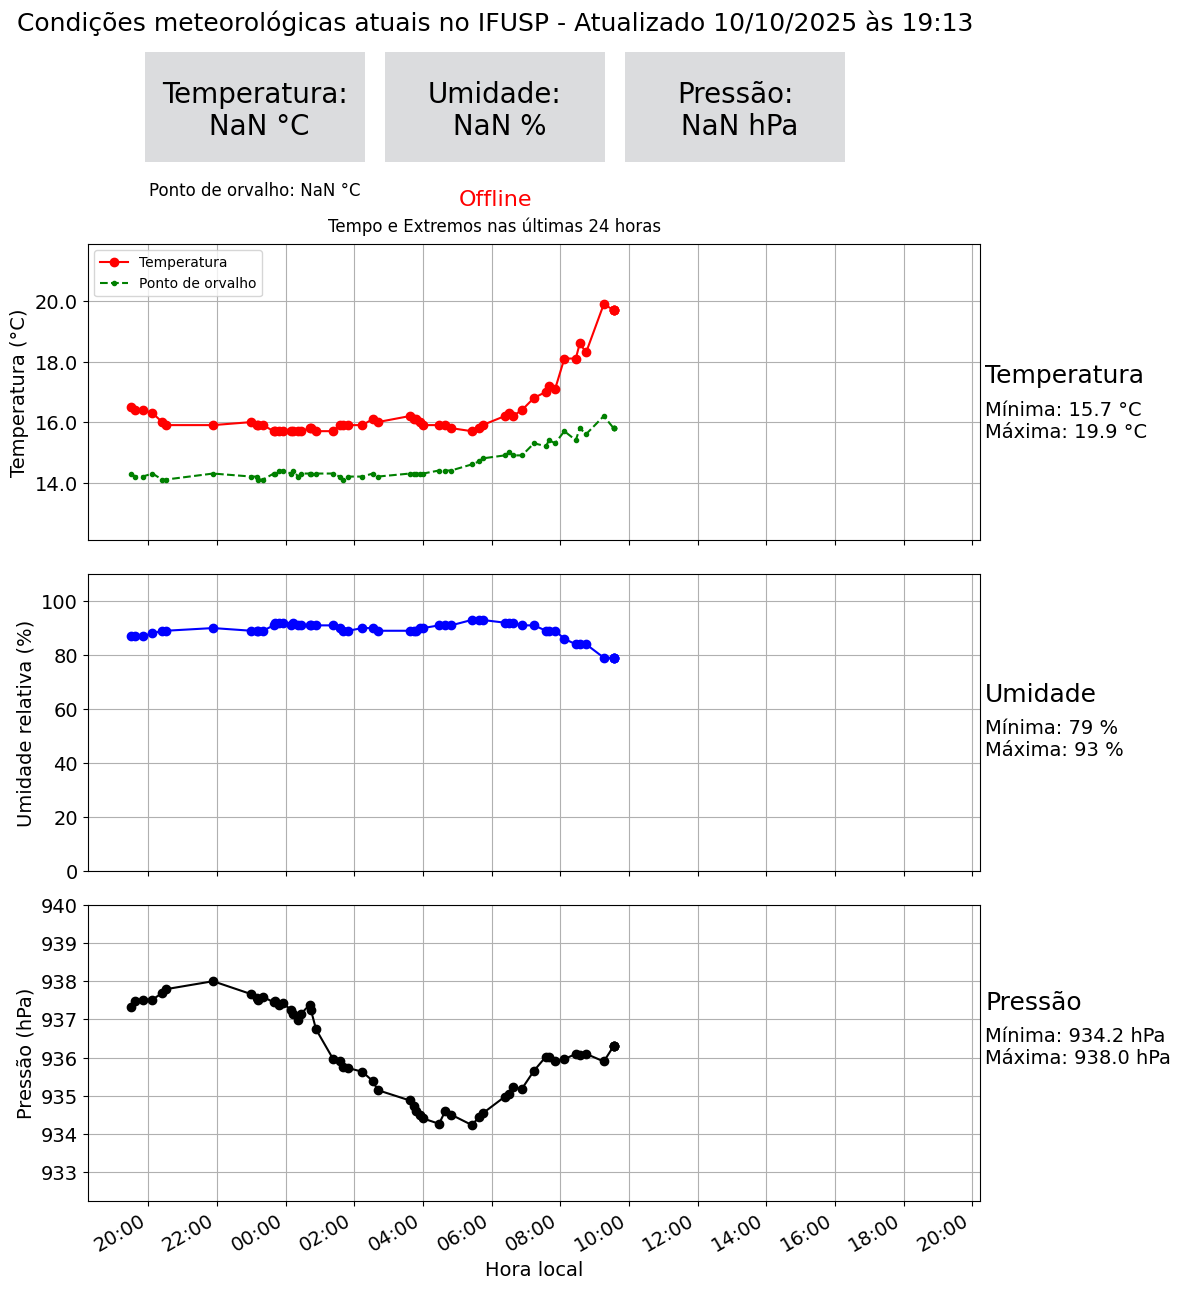 Condições meteorológicas atuais no IFUSP - Atualizado 10/10/2025 às 19:13
Temperatura:
NaN °C
Umidade:
NaN %
Pressão:
NaN hPa
Ponto de orvalho: NaN °C
Offline
Tempo e Extremos nas últimas 24 horas
Temperatura
Ponto de orvalho
Temperatura (°C)
20.0
18.0
16.0
14.0
Temperatura
Mínima: 15.7 °C
Máxima: 19.9 °C
Umidade relativa (%)
100
80
60
40
20
0
Umidade
Mínima: 79 %
Máxima: 93 %
Pressão (hPa)
940
939
938
937
936
935
934
933
Pressão
Mínima: 934.2 hPa
Máxima: 938.0 hPa
20:00
22:00
00:00
02:00
04:00
06:00
08:00
10:00
12:00
14:00
16:00
18:00
20:00
Hora local